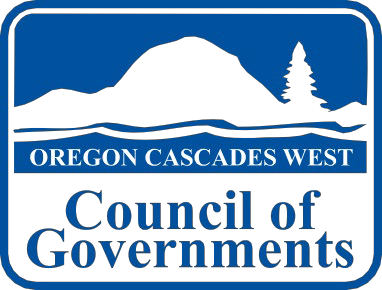 OREGON CASCADES WEST
Council of
Governments